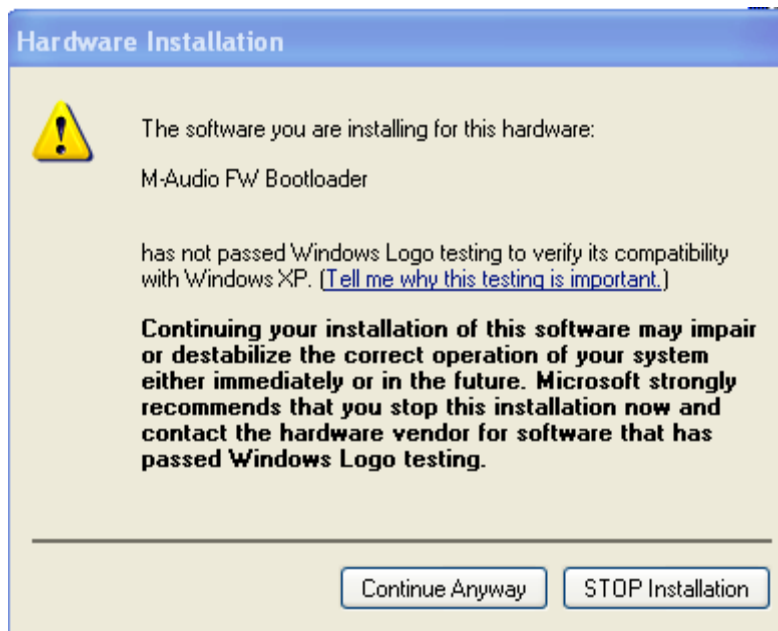 Hardware Installation
The software you are installing for this hardware:
M-Audio FW Bootloader
has not passed Windows Logo testing to verify its compatibility
with Windows XP. (Tell me why this testing is important.)
Continuing your installation of this software may impair
or destabilize the correct operation of your system
either immediately or in the future. Microsoft strongly
recommends that you stop this installation now and
contact the hardware vendor for software that has
passed Windows Logo testing.
Continue Anyway
STOP Installation